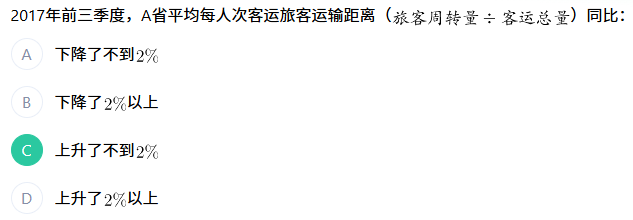 2017年前三季度，A省平均每人次客运旅客运输距离（旅客周转量÷客运总量）同比：
A 下降了不到2%
B 下降了2%以上
C 上升了不到2%
D 上升了2%以上